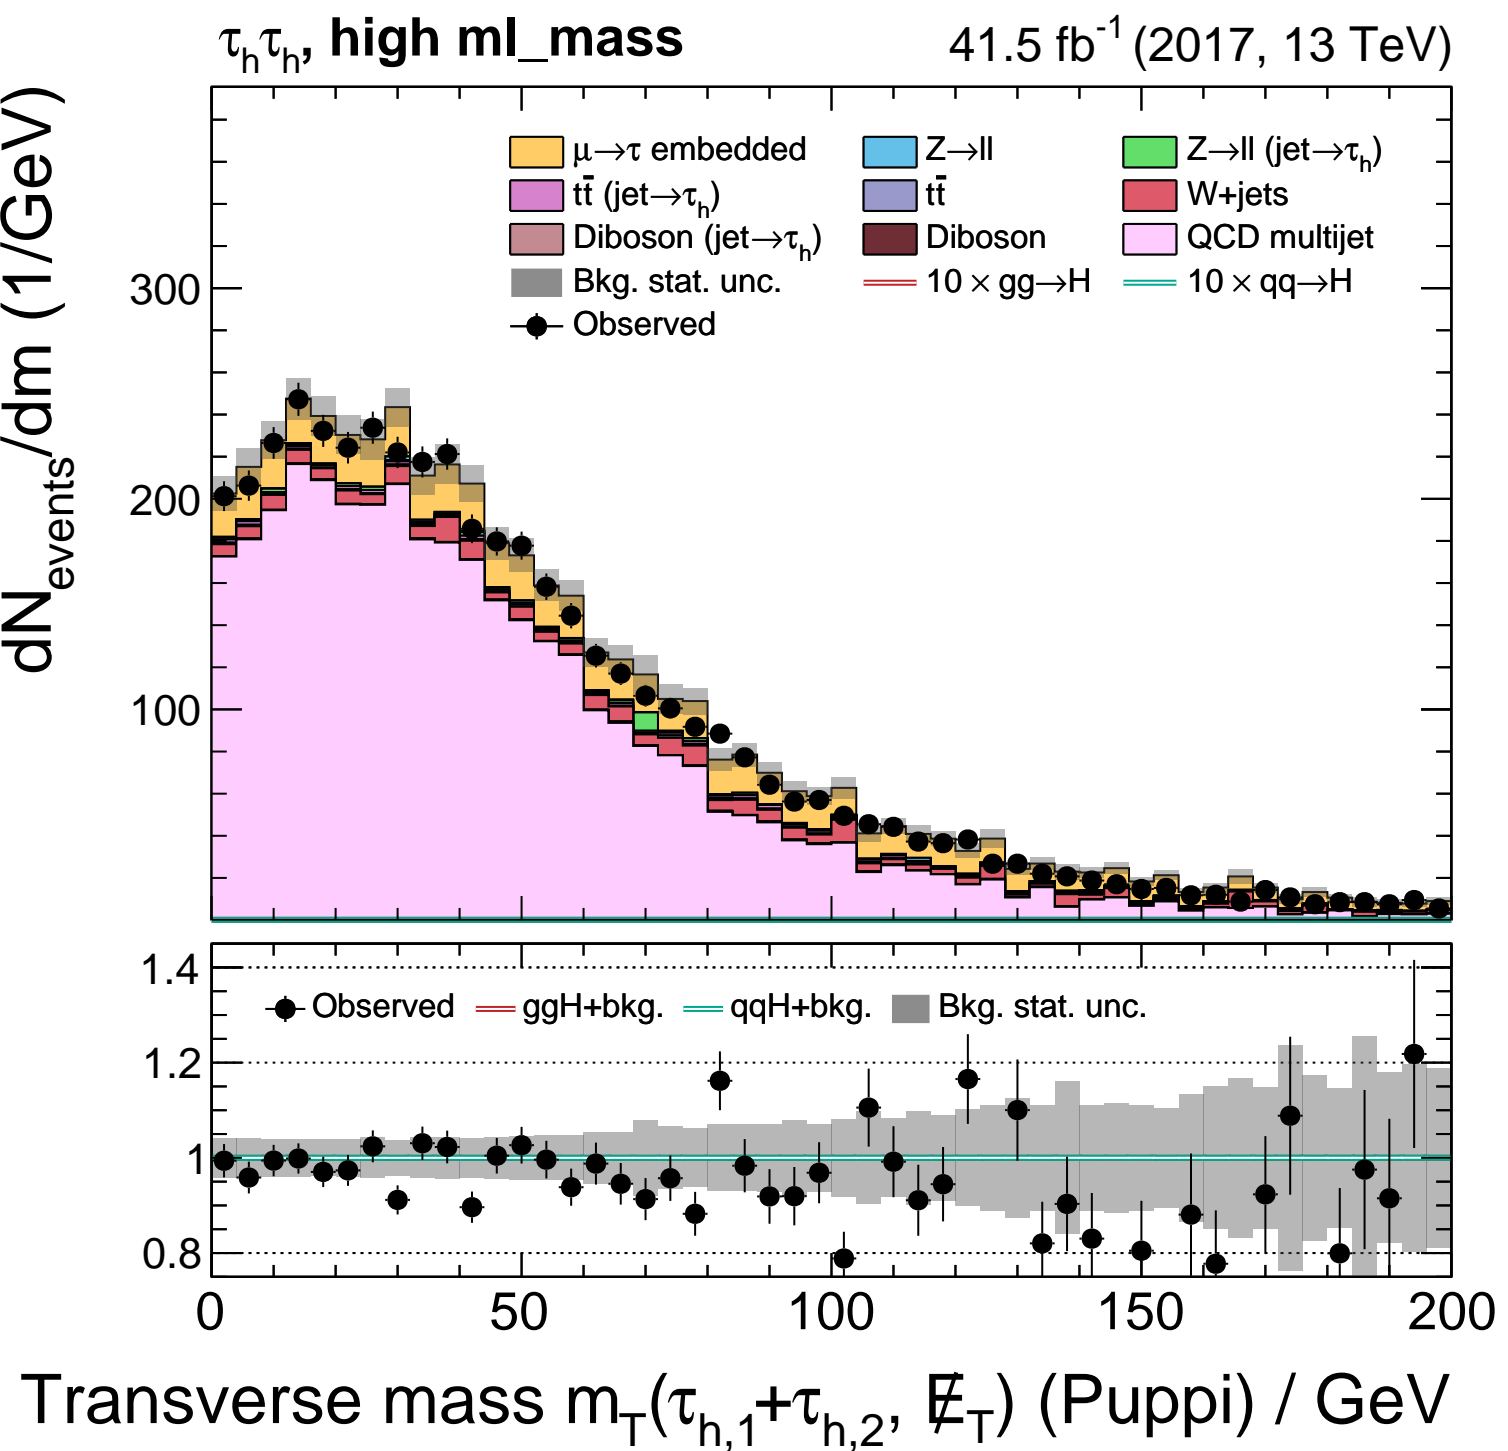 τhτh, high ml_mass 41.5 fb-1 (2017, 13 TeV)
dNevents/dm (1/GeV)
μ→τ embedded Z→ll Z→ll (jet→τh)
tt̄ (jet→τh) tt̄ W+jets
Diboson (jet→τh) Diboson QCD multijet
Bkg. stat. unc. 10 × gg→H 10 × qq→H
Observed
300
200
100
1.4
Observed ggH+bkg. qqH+bkg. Bkg. stat. unc.
1.2
1
0.8
0 50 100 150 200
Transverse mass mT(τh,1+τh,2, E̸T) (Puppi) / GeV